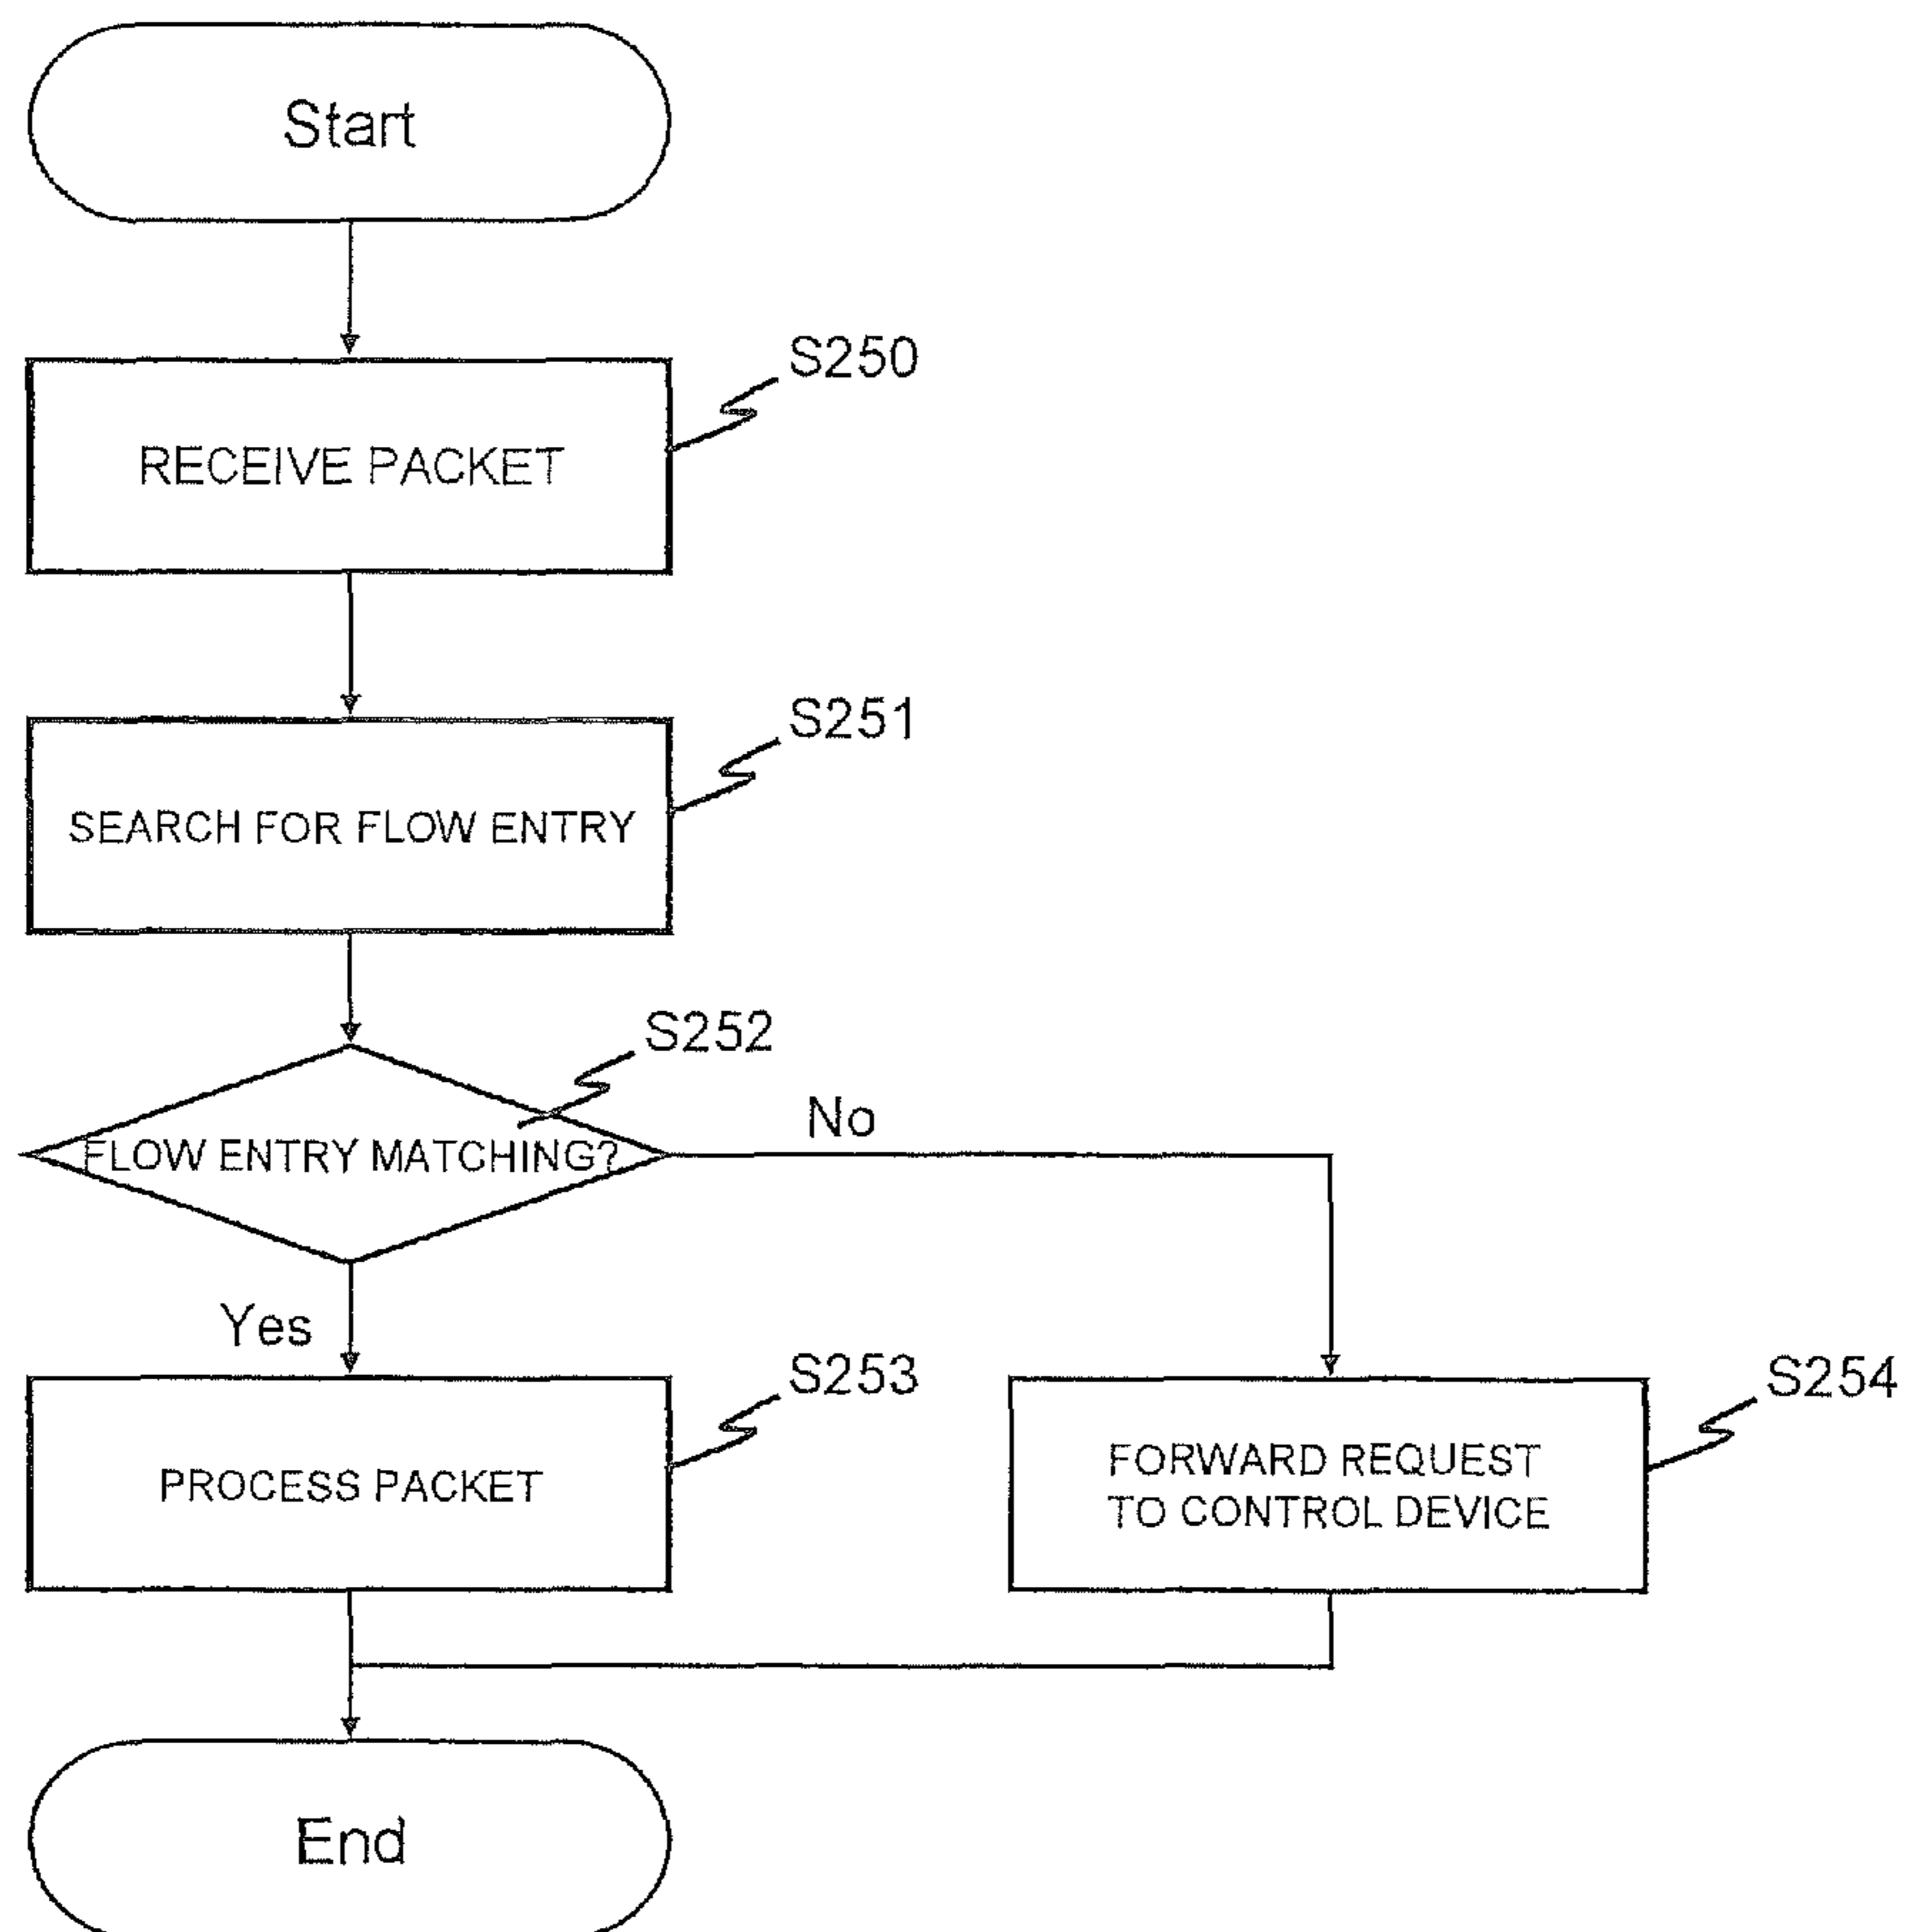 Start
S250
RECEIVE PACKET
S251
SEARCH FOR FLOW ENTRY
S252
FLOW ENTRY MATCHING?
No
Yes
S253
PROCESS PACKET
S254
FORWARD REQUEST
TO CONTROL DEVICE
End